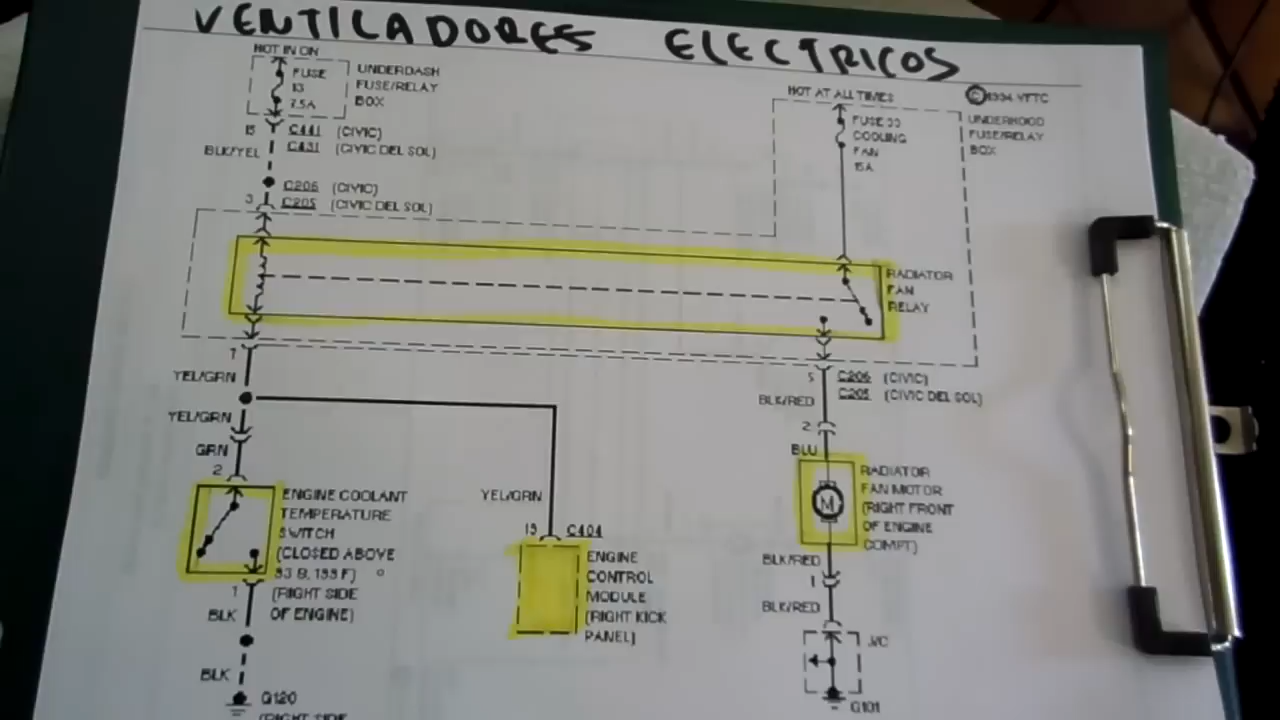 VENTILADORES ELECTRICOS
HOT IN ON
FUSE
13
7.5A
UNDERDASH
FUSE/RELAY
BOX
15
C441 (CIVIC)
C431 (CIVIC DEL SOL)
BLK/YEL
C206 (CIVIC)
3
C205 (CIVIC DEL SOL)
HOT AT ALL TIMES
FUSE 33
COOLING
FAN
15A
UNDERHOOD
FUSE/RELAY
BOX
RADIATOR
FAN
RELAY
1
YEL/GRN
YEL/GRN
GRN
2
ENGINE COOLANT
TEMPERATURE
SWITCH
(CLOSED ABOVE
(RIGHT SIDE
OF ENGINE)
1
BLK
BLK
G120
(RIGHT SIDE
YEL/GRN
C404
ENGINE
CONTROL
MODULE
(RIGHT KICK
PANEL)
5
C206 (CIVIC)
C205 (CIVIC DEL SOL)
BLK/RED
2
BLU
M
RADIATOR
FAN MOTOR
(RIGHT FRONT
OF ENGINE
COMPT)
BLK/RED
1
BLK/RED
J/C
G101